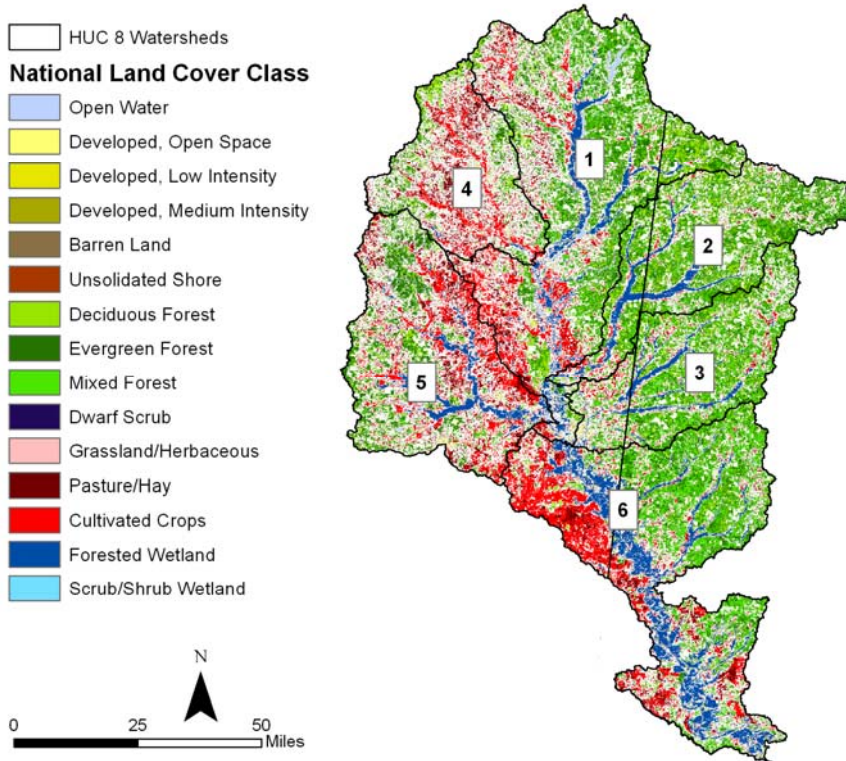 HUC 8 Watersheds
National Land Cover Class
Open Water
Developed, Open Space
Developed, Low Intensity
Developed, Medium Intensity
Barren Land
Unsolidated Shore
Deciduous Forest
Evergreen Forest
Mixed Forest
Dwarf Scrub
Grassland/Herbaceous
Pasture/Hay
Cultivated Crops
Forested Wetland
Scrub/Shrub Wetland
N
0 25 50
Miles
1
4
2
3
5
6